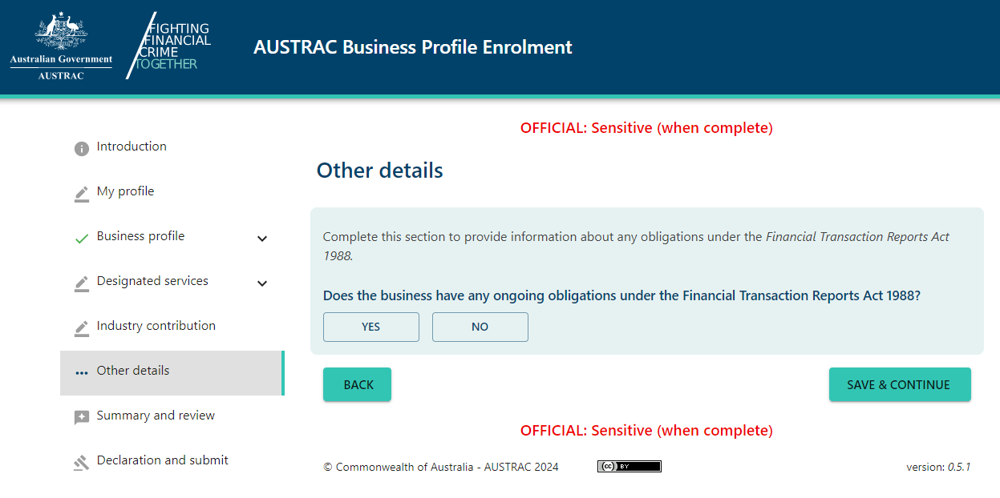 Australian Government
AUSTRAC
FIGHTING
FINANCIAL
CRIME
TOGETHER
AUSTRAC Business Profile Enrolment
Introduction
My profile
Business profile
Designated services
Industry contribution
Other details
Summary and review
Declaration and submit
OFFICIAL: Sensitive (when complete)
Other details
Complete this section to provide information about any obligations under the Financial Transaction Reports Act
1988.
Does the business have any ongoing obligations under the Financial Transaction Reports Act 1988?
YES NO
BACK SAVE & CONTINUE
OFFICIAL: Sensitive (when complete)
© Commonwealth of Australia - AUSTRAC 2024 (cc) BY version: 0.5.1